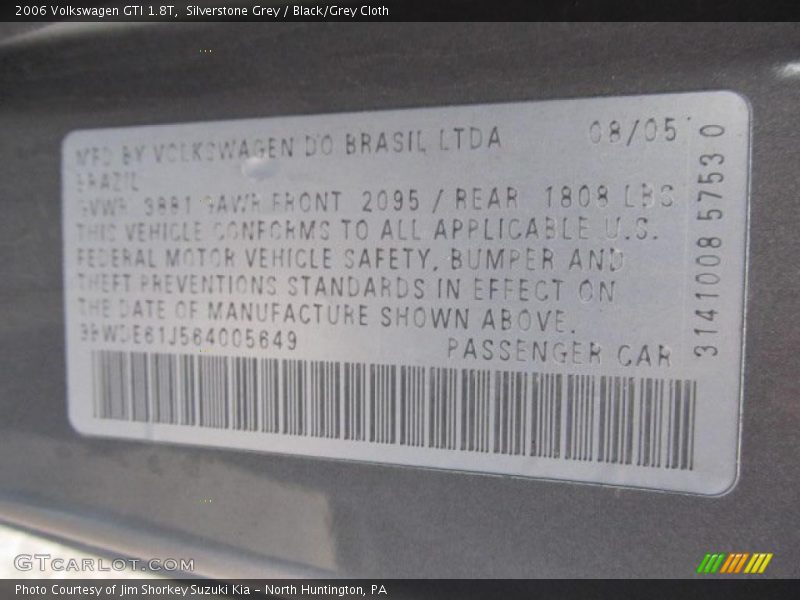 2006 Volkswagen GTI 1.8T, Silverstone Grey / Black/Grey Cloth
MFD BY VOLKSWAGEN DO BRASIL LTDA 08/05
BRAZIL
GVWR 3881 GAWR FRONT 2095 / REAR 1808 LBS
THIS VEHICLE CONFORMS TO ALL APPLICABLE U.S.
FEDERAL MOTOR VEHICLE SAFETY, BUMPER AND
THEFT PREVENTIONS STANDARDS IN EFFECT ON
THE DATE OF MANUFACTURE SHOWN ABOVE.
9BWDE61J564005649
PASSENGER CAR
3141008 57530
GTCARLOT.COM
Photo Courtesy of Jim Shorkey Suzuki Kia – North Huntington, PA